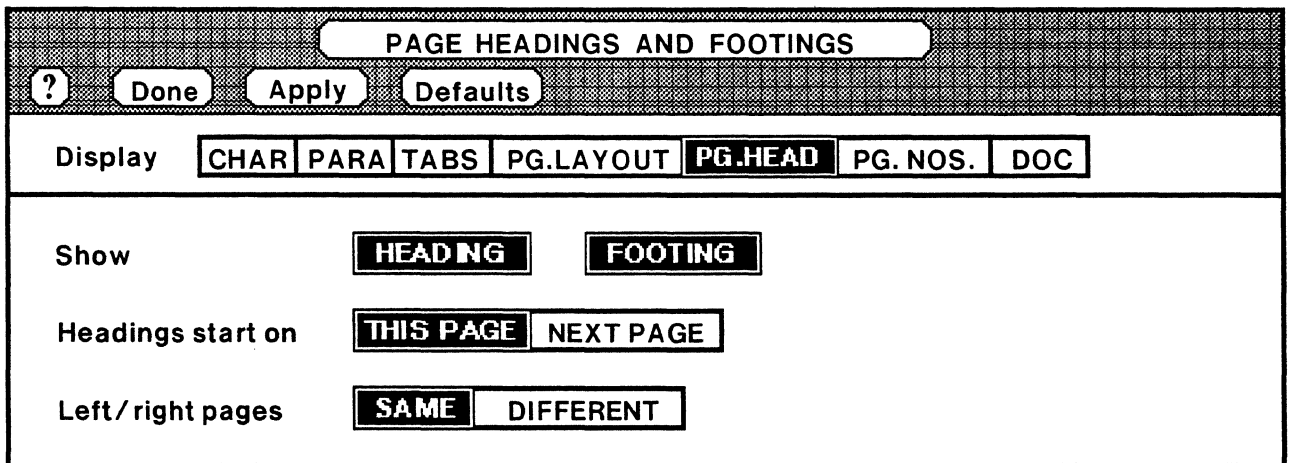 PAGE HEADINGS AND FOOTINGS
? Done Apply Defaults
Display CHAR PARA TABS PG.LAYOUT PG.HEAD PG. NOS. DOC
Show HEADING FOOTING
Headings start on THIS PAGE NEXT PAGE
Left/right pages SAME DIFFERENT